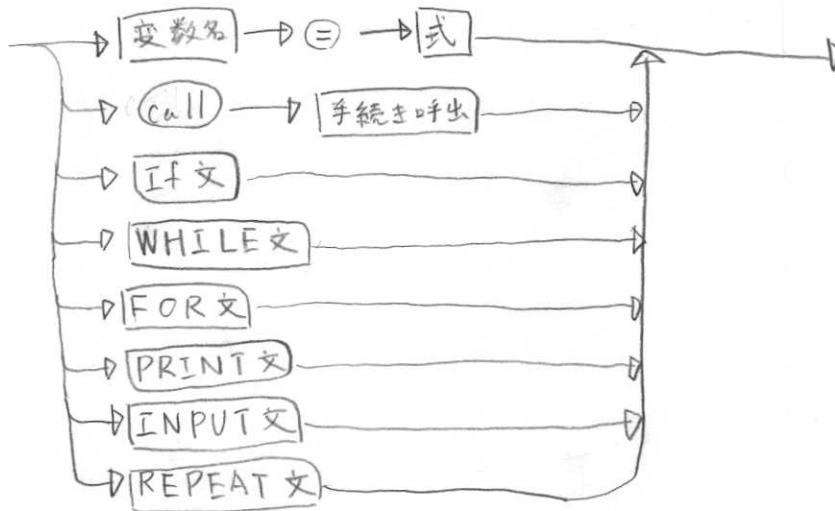 変数名 = 式
call 手続き呼出
If文
WHILE文
FOR文
PRINT文
INPUT文
REPEAT文